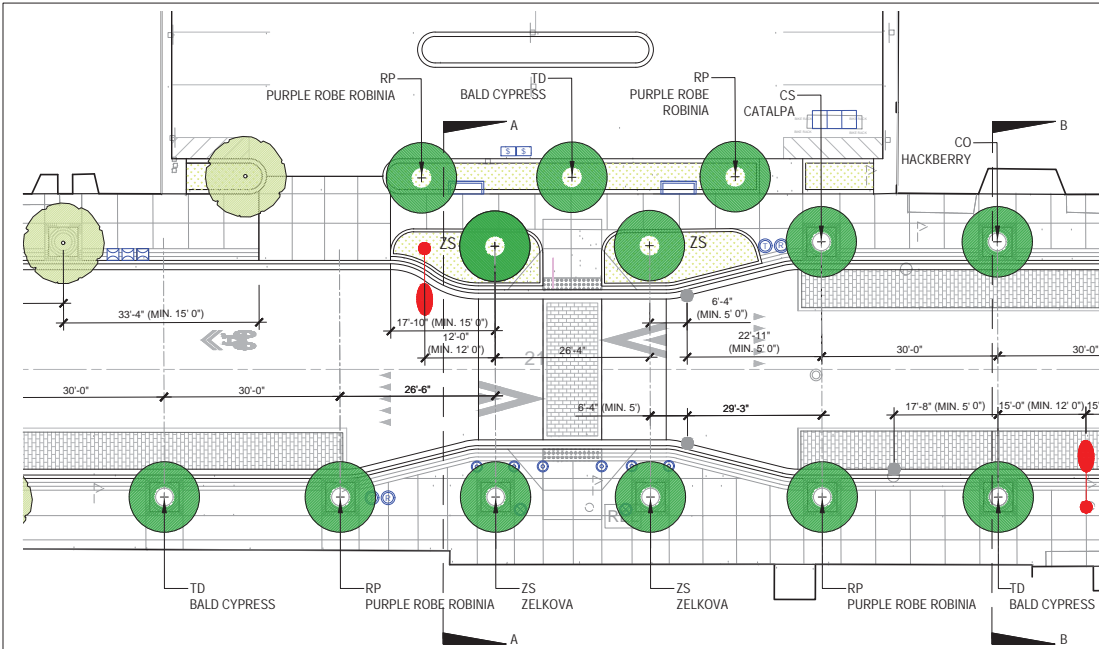 RP
PURPLE ROBE ROBINIA
TD
BALD CYPRESS
RP
PURPLE ROBE
ROBINIA
CS
CATALPA
CO
HACKBERRY
A
B
$ $
ZS
ZS
T R
33'-4" (MIN. 15' 0")
17'-10" (MIN. 15' 0")
12'-0"
(MIN. 12' 0")
26'-4"
6'-4"
(MIN. 5' 0")
22'-11"
(MIN. 5' 0")
30'-0"
30'-0"
21
30'-0"
30'-0"
26'-6"
6'-4" (MIN. 5')
29'-3"
17'-8" (MIN. 5' 0")
15'-0" (MIN. 12' 0")
15'
R
TD
BALD CYPRESS
RP
PURPLE ROBE ROBINIA
ZS
ZELKOVA
ZS
ZELKOVA
RP
PURPLE ROBE ROBINIA
TD
BALD CYPRESS
A
B